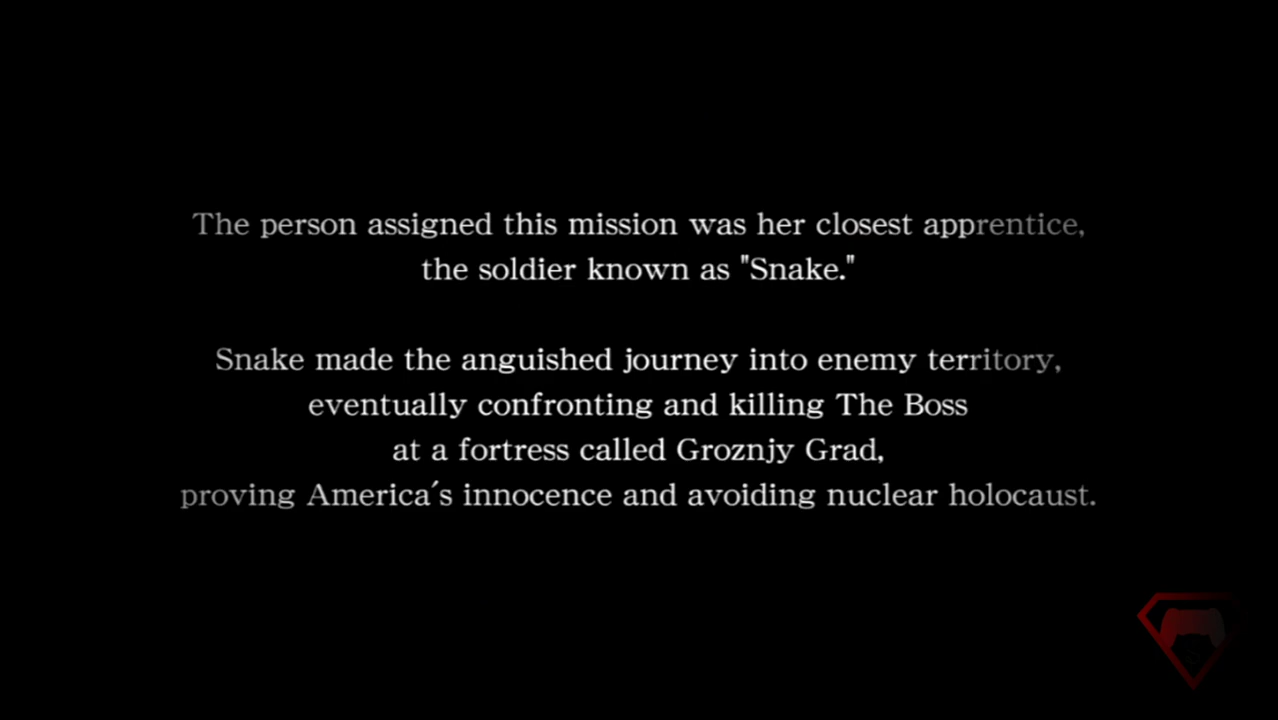 The person assigned this mission was her closest apprentice,
the soldier known as "Snake."
Snake made the anguished journey into enemy territory,
eventually confronting and killing The Boss
at a fortress called Groznjy Grad,
proving America's innocence and avoiding nuclear holocaust.